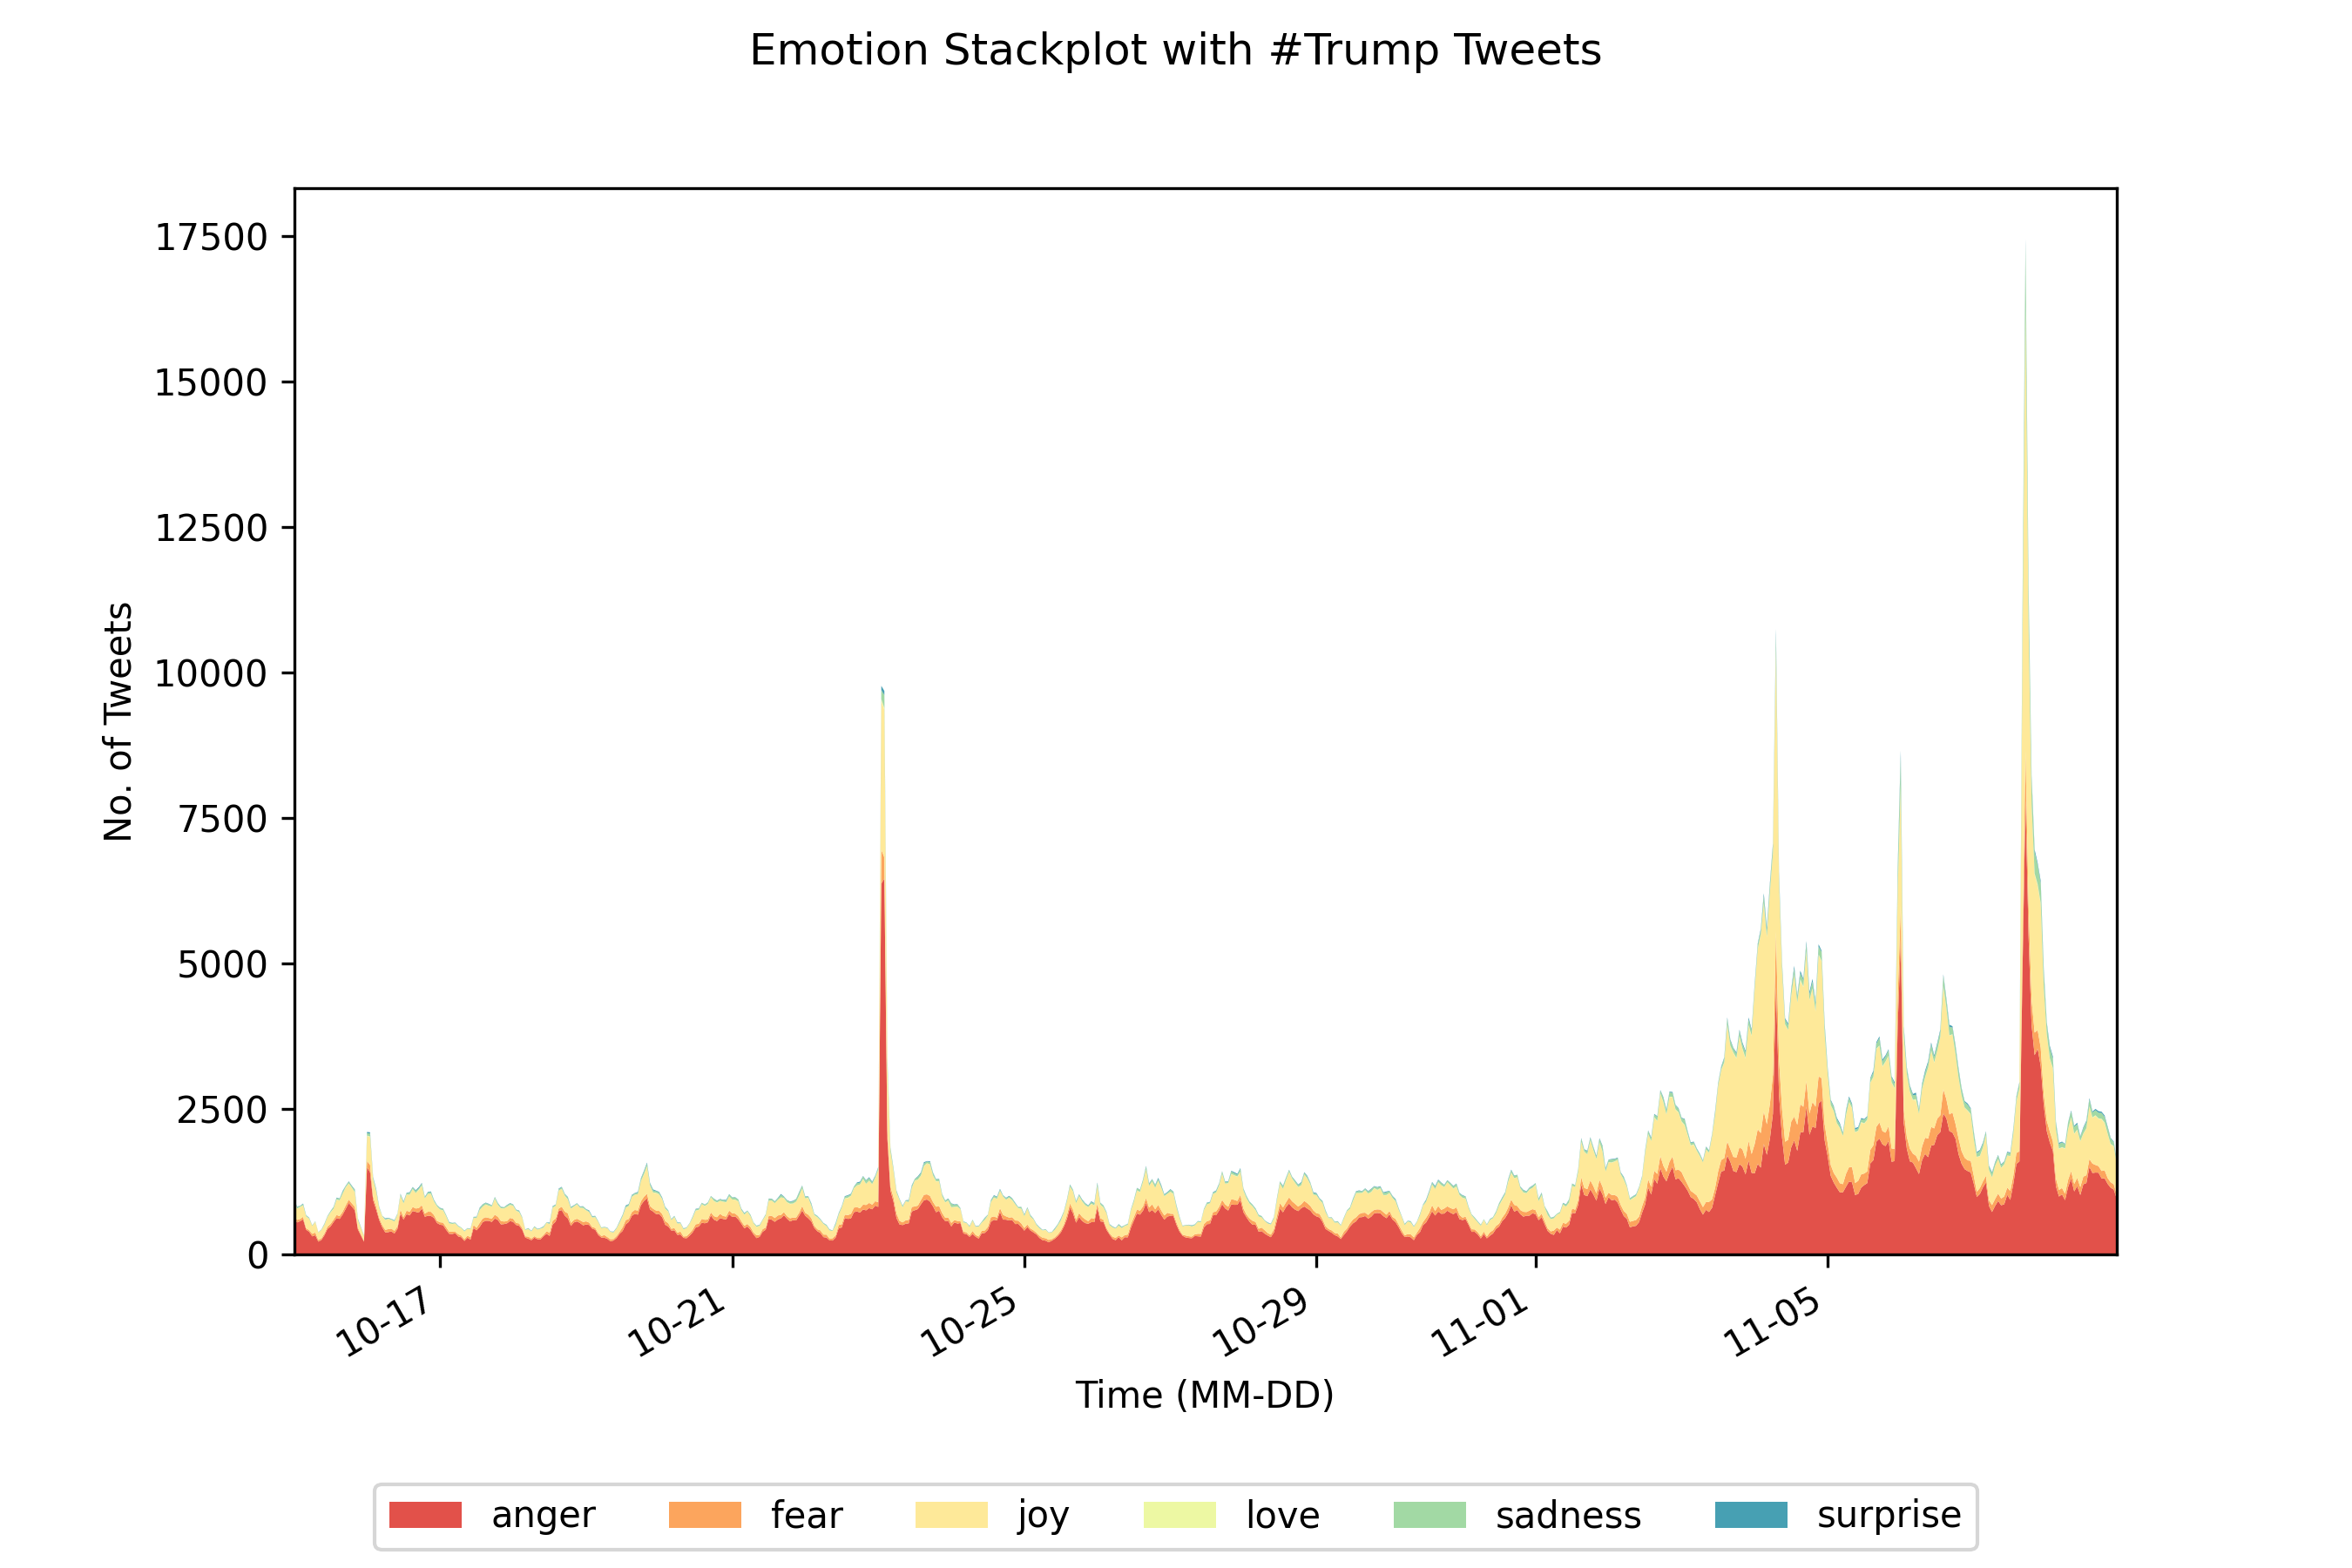 Emotion Stackplot with #Trump Tweets
No. of Tweets
17500
15000
12500
10000
7500
5000
2500
0
10-17
10-21
10-25
10-29
11-01
11-05
Time (MM-DD)
anger
fear
joy
love
sadness
surprise